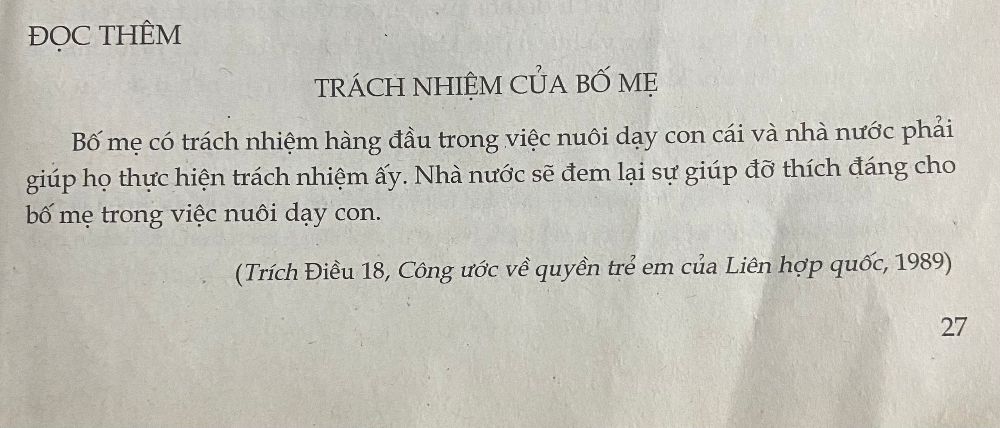 ĐỌC THÊM
TRÁCH NHIỆM CỦA BỐ MẸ
Bố mẹ có trách nhiệm hàng đầu trong việc nuôi dạy con cái và nhà nước phải
giúp họ thực hiện trách nhiệm ấy. Nhà nước sẽ đem lại sự giúp đỡ thích đáng cho
bố mẹ trong việc nuôi dạy con.
(Trích Điều 18, Công ước về quyền trẻ em của Liên hợp quốc, 1989)
27